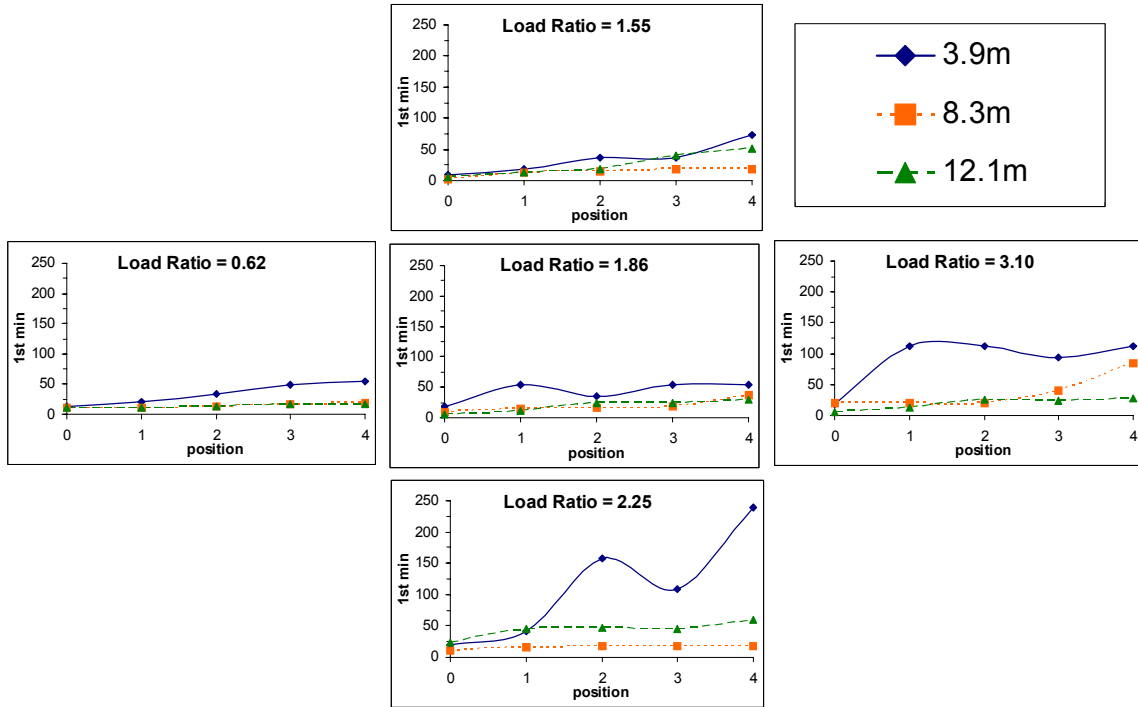 Load Ratio = 1.55
1st min
250
200
150
100
50
0
0 1 2 3 4
position
3.9m
8.3m
12.1m
Load Ratio = 0.62
1st min
250
200
150
100
50
0
0 1 2 3 4
position
Load Ratio = 1.86
1st min
250
200
150
100
50
0
0 1 2 3 4
position
Load Ratio = 3.10
1st min
250
200
150
100
50
0
0 1 2 3 4
position
Load Ratio = 2.25
1st min
250
200
150
100
50
0
0 1 2 3 4
position